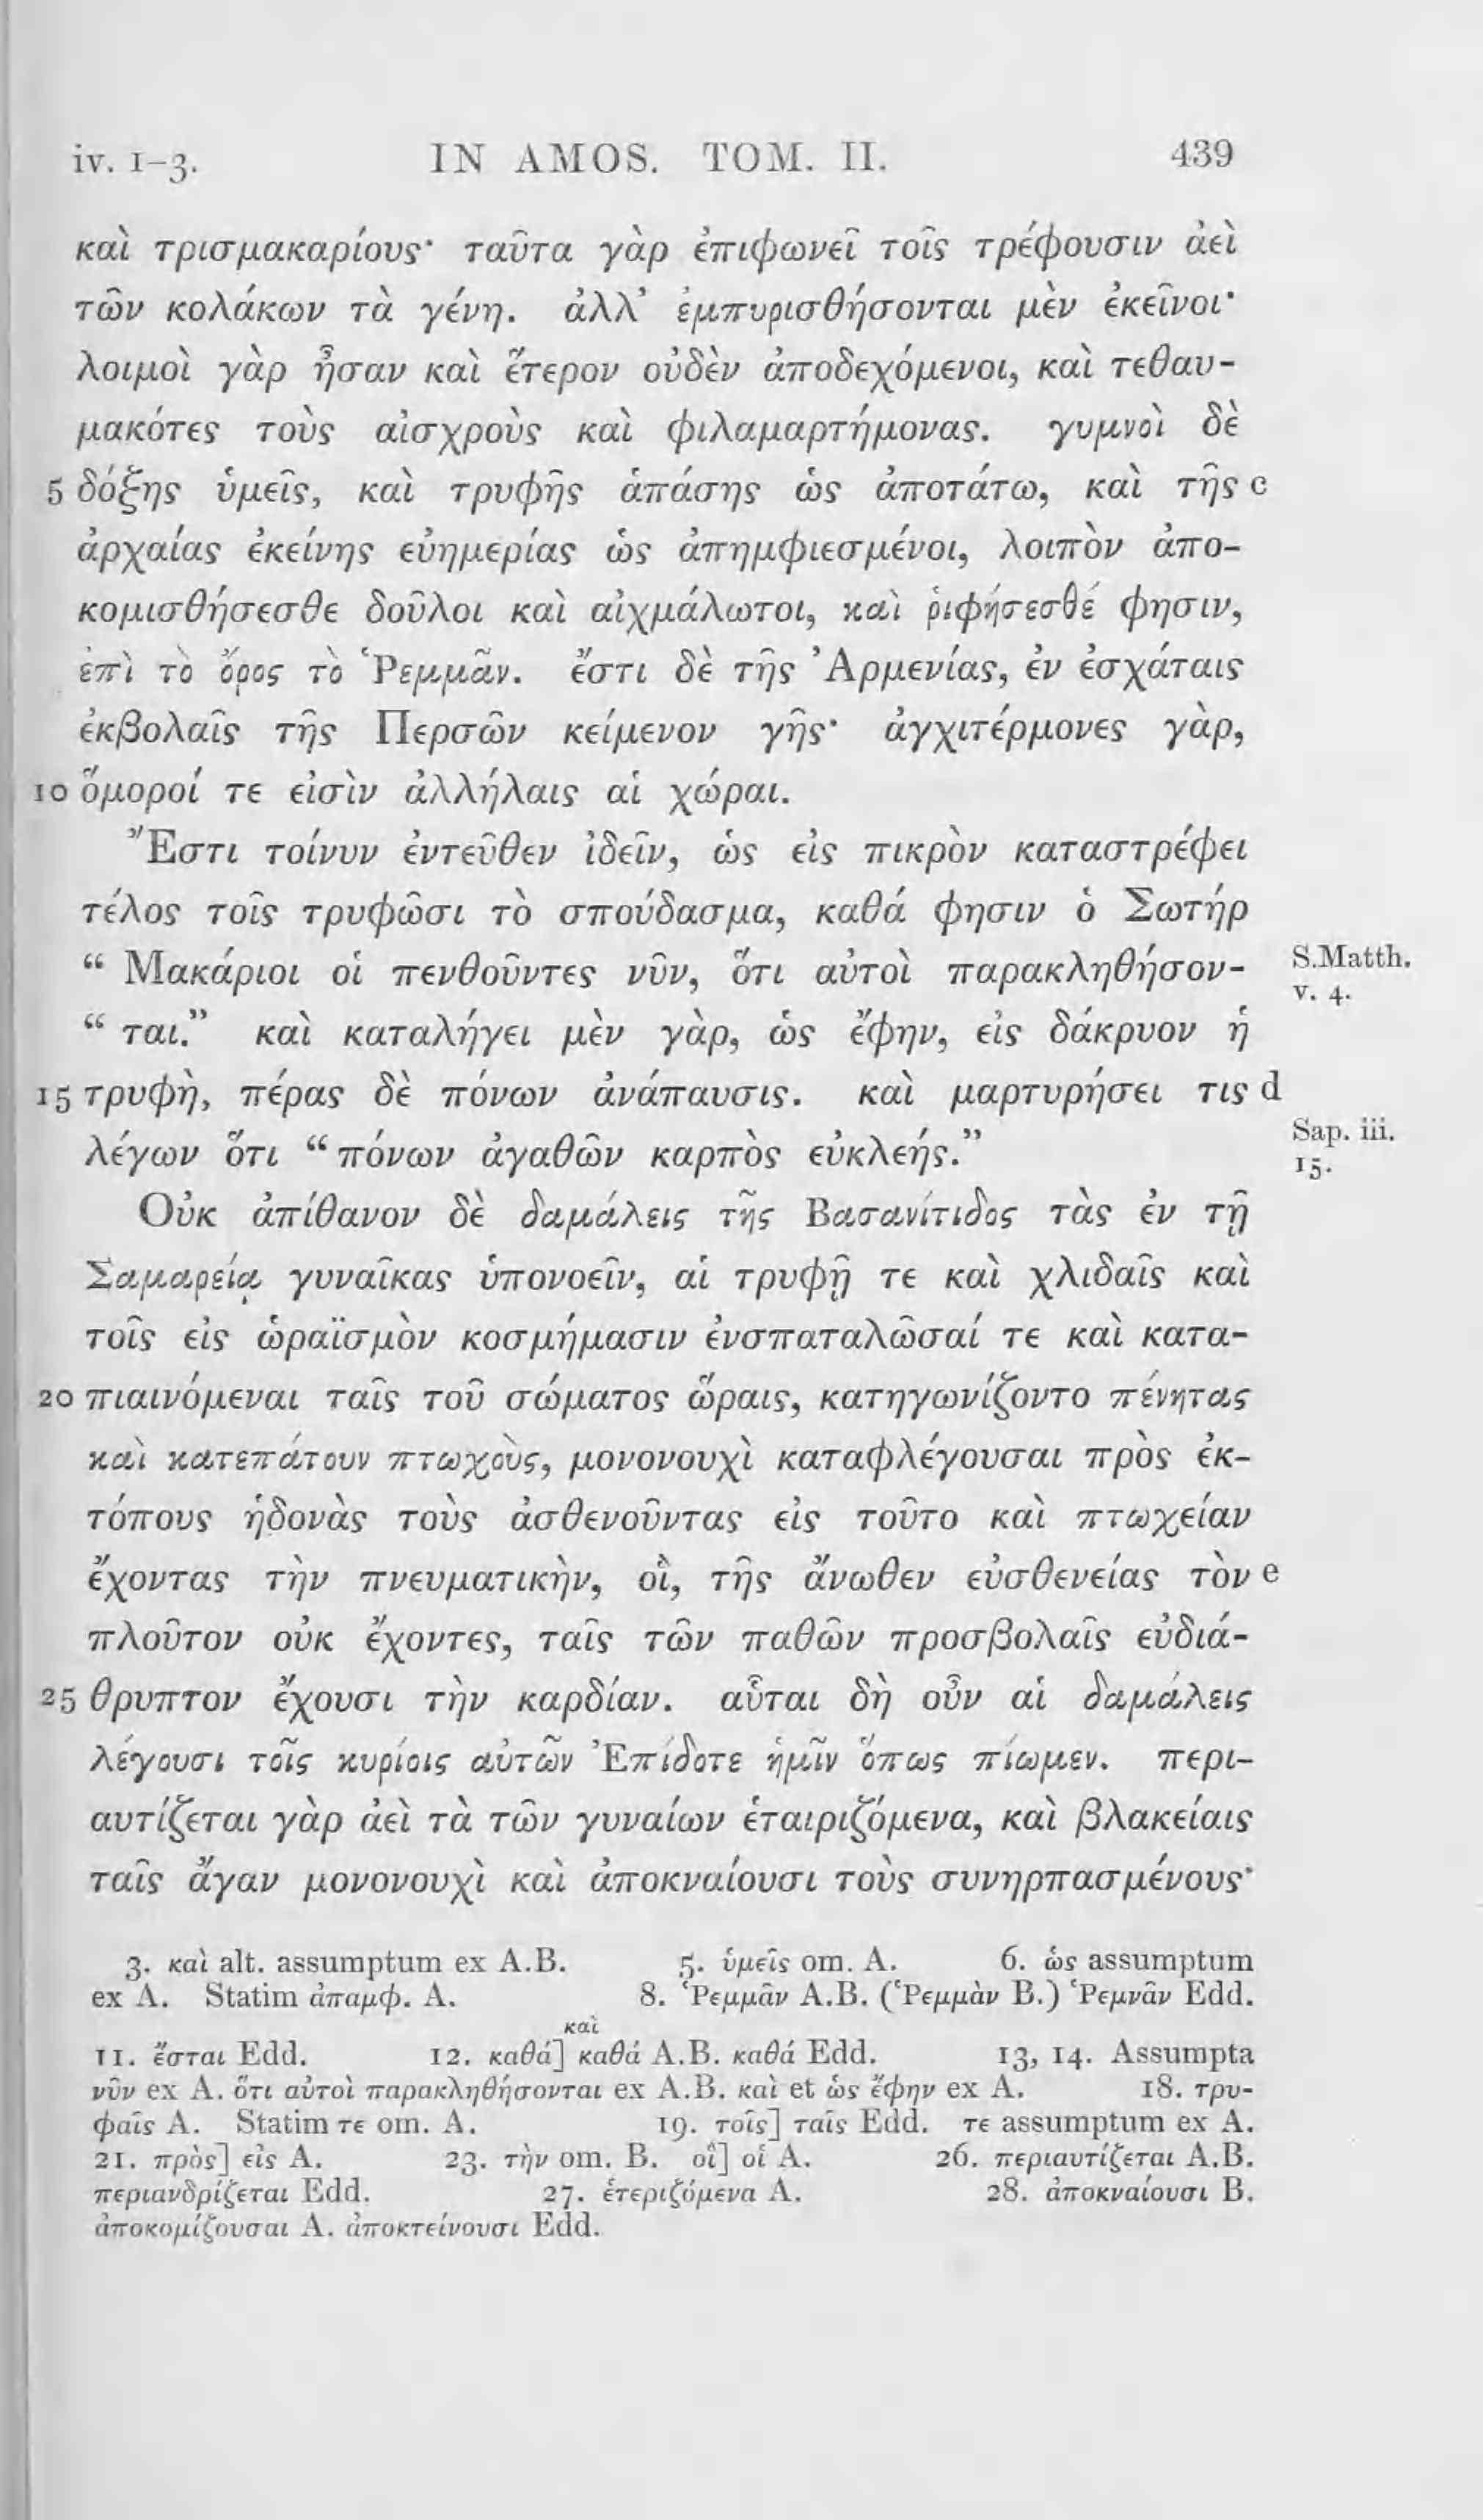 iv. 1-3. IN AMOS. TOM. II. 439
καὶ τρισμακαρίους· ταῦτα γὰρ ἐπιφωνεῖ τοῖς τρέφουσιν ἀεὶ
τῶν κολάκων τὰ γένη. ἀλλ' ἐμπυρισθήσονται μὲν ἐκεῖνοι·
λοιμοὶ γὰρ ἦσαν καὶ ἕτερον οὐδὲν ἀποδεχόμενοι, καὶ τεθαυ-
μακότες τοὺς αἰσχροὺς καὶ φιλαμαρτήμονας. γυμνοὶ δὲ
5 δόξης ὑμεῖς, καὶ τρυφῆς ἁπάσης ὡς ἀποτάτω, καὶ τῆς c
ἀρχαίας ἐκείνης εὐημερίας ὡς ἀπημφιεσμένοι, λοιπὸν ἀπο-
κομισθήσεσθε δοῦλοι καὶ αἰχμάλωτοι, καὶ ῥιφήσεσθέ φησιν,
ἐπὶ τὸ ὄρος τὸ Ῥεμμᾶν. ἔστι δὲ τῆς Ἀρμενίας, ἐν ἐσχάταις
ἐκβολαῖς τῆς Περσῶν κείμενον γῆς· ἀγχιτέρμονες γὰρ,
10 ὅμοροί τε εἰσὶν ἀλλήλαις αἱ χώραι.
Ἔστι τοίνυν ἐντεῦθεν ἰδεῖν, ὡς εἰς πικρὸν καταστρέφει
τέλος τοῖς τρυφῶσι τὸ σπούδασμα, καθά φησιν ὁ Σωτήρ
“ Μακάριοι οἱ πενθοῦντες νῦν, ὅτι αὐτοὶ παρακληθήσον- S.Matth.
v. 4.
“ ται.” καὶ καταλήγει μὲν γὰρ, ὡς ἔφην, εἰς δάκρυον ἡ
15 τρυφὴ, πέρας δὲ πόνων ἀνάπαυσις. καὶ μαρτυρήσει τις d
λέγων ὅτι “ πόνων ἀγαθῶν καρπὸς εὐκλεής.” Sap. iii.
15.
Οὐκ ἀπίθανον δὲ δαμάλεις τῆς Βασανίτιδος τὰς ἐν τῇ
Σαμαρείᾳ γυναῖκας ὑπονοεῖν, αἱ τρυφῇ τε καὶ χλιδαῖς καὶ
τοῖς εἰς ὡραϊσμὸν κοσμήμασιν ἐνσπαταλῶσαί τε καὶ κατα-
20 πιαινόμεναι ταῖς τοῦ σώματος ὥραις, κατηγωνίζοντο πένητας
καὶ κατεπάτουν πτωχοὺς, μονονουχὶ καταφλέγουσαι πρὸς ἐκ-
τόπους ἡδονὰς τοὺς ἀσθενοῦντας εἰς τοῦτο καὶ πτωχείαν
ἔχοντας τὴν πνευματικὴν, οἳ, τῆς ἄνωθεν εὐσθενείας τὸν e
πλοῦτον οὐκ ἔχοντες, ταῖς τῶν παθῶν προσβολαῖς εὐδιά-
25 θρυπτον ἔχουσι τὴν καρδίαν. αὗται δὴ οὖν αἱ δαμάλεις
λέγουσι τοῖς κυρίοις αὐτῶν Ἐπίδοτε ἡμῖν ὅπως πίωμεν. περι-
αυτίζεται γὰρ ἀεὶ τὰ τῶν γυναίων ἑταιριζόμενα, καὶ βλακείαις
ταῖς ἄγαν μονονουχὶ καὶ ἀποκναίουσι τοὺς συνηρπασμένους·
3. καὶ alt. assumptum ex A.B. 5. ὑμεῖς om. A. 6. ὡς assumptum
ex A. Statim ἀπαμφ. A. 8. Ῥεμμᾶν A.B. (Ῥεμμὰν B.) Ῥεμνᾶν Edd.
καὶ
11. ἔσται Edd. 12. καθά] καθά A.B. καθά Edd. 13, 14. Assumpta
νῦν ex A. ὅτι αὐτοὶ παρακληθήσονται ex A.B. καὶ et ὡς ἔφην ex A. 18. τρυ-
φαῖς A. Statim τε om. A. 19. τοῖς] ταῖς Edd. τε assumptum ex A.
21. πρὸς] εἰς A. 23. τὴν om. B. οἳ] οἱ A. 26. περιαυτίζεται A.B.
περιανδρίζεται Edd. 27. ἑτεριζόμενα A. 28. ἀποκναίουσι B.
ἀποκομίζουσαι A. ἀποκτείνουσι Edd.